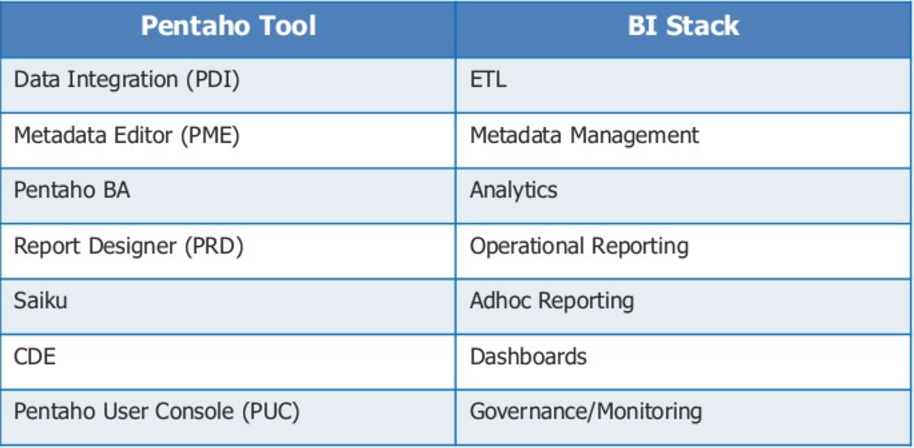 Pentaho Tool BI Stack
Data Integration (PDI) ETL
Metadata Editor (PME) Metadata Management
Pentaho BA Analytics
Report Designer (PRD) Operational Reporting
Saiku Adhoc Reporting
CDE Dashboards
Pentaho User Console (PUC) Governance/Monitoring